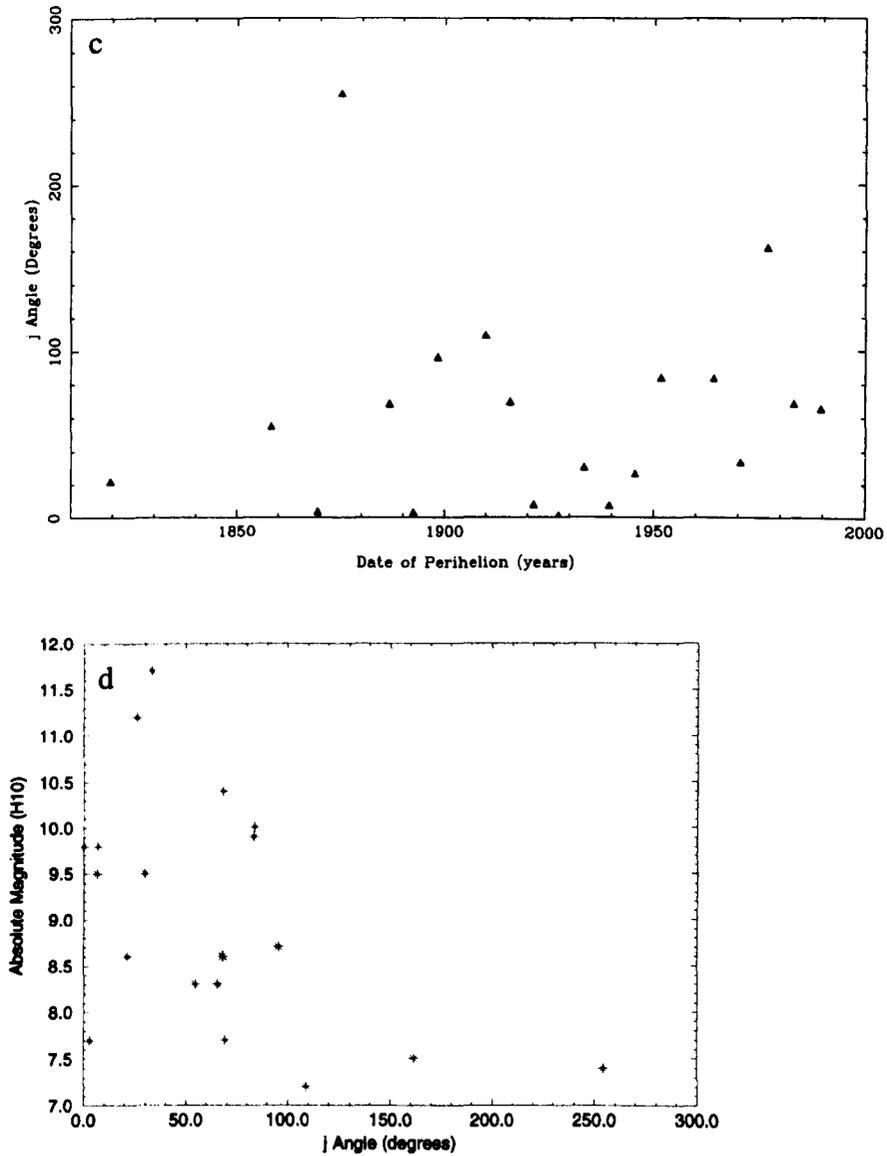 c
300
200
100
0
j Angle (Degrees)
1850 1900 1950 2000
Date of Perihelion (years)
d
12.0
11.5
11.0
10.5
10.0
9.5
9.0
8.5
8.0
7.5
7.0
Absolute Magnitude (H10)
0.0 50.0 100.0 150.0 200.0 250.0 300.0
j Angle (degrees)